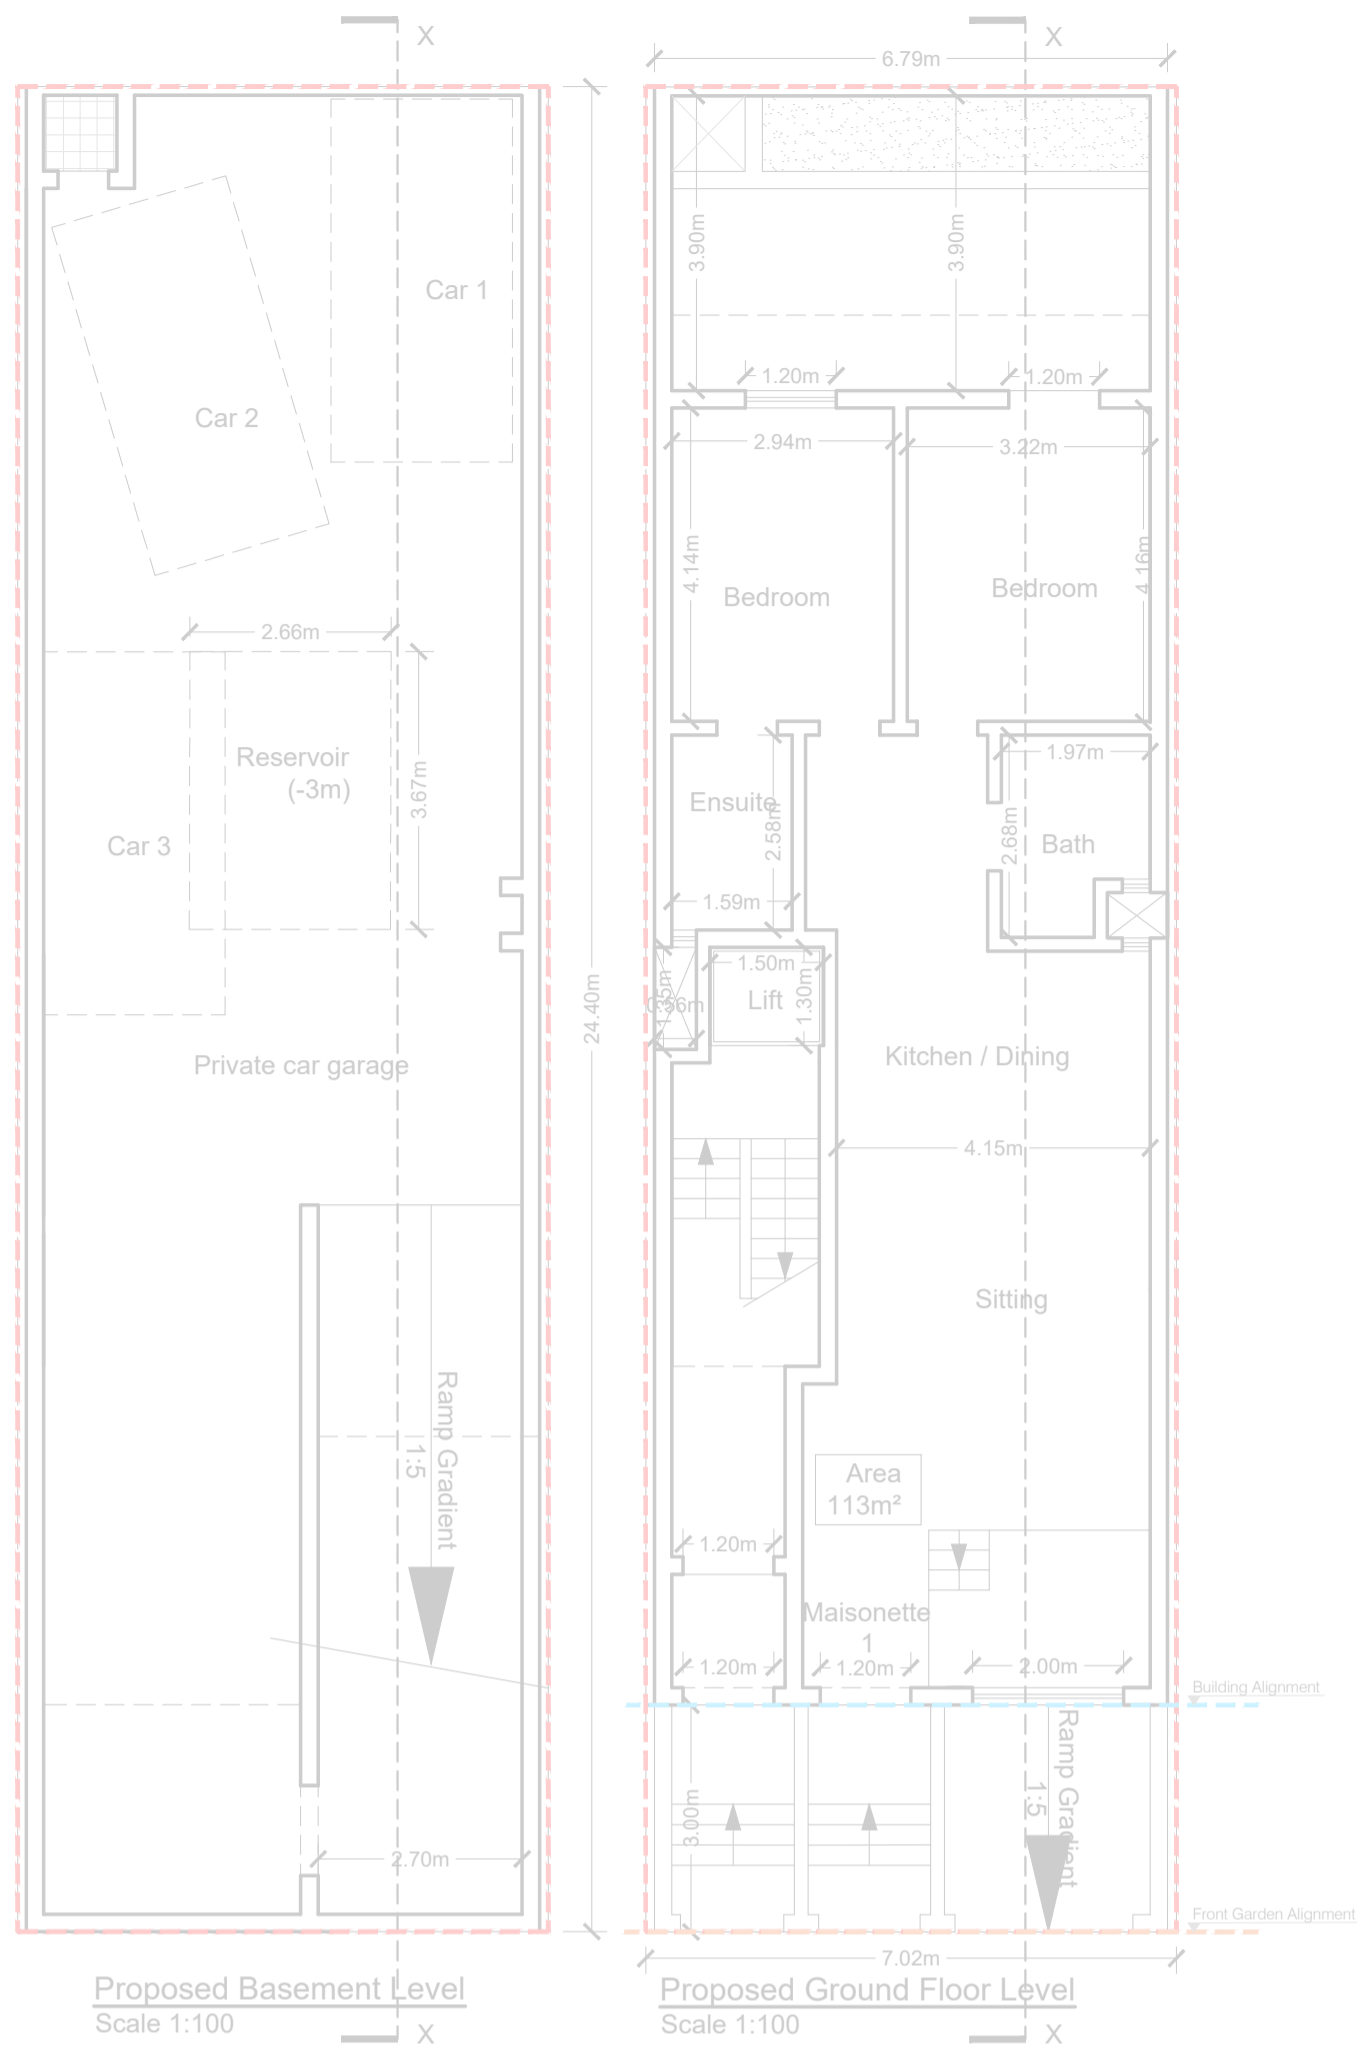 X
X
6.79m
3.90m
3.90m
Car 1
1.20m
1.20m
Car 2
2.94m
3.22m
4.14m
4.16m
Bedroom
Bedroom
2.66m
Reservoir
(-3m)
3.67m
1.97m
Ensuite
2.58m
2.68m
Car 3
Bath
1.59m
24.40m
1.50m
1.35m
0.56m
Lift
1.30m
Private car garage
Kitchen / Dining
4.15m
Sitting
Ramp Gradient
1:5
Area
113m²
1.20m
Maisonette
1
1.20m
1.20m
2.00m
Building Alignment
Ramp Gradient
1:5
3.00m
2.70m
Front Garden Alignment
7.02m
Proposed Basement Level
Scale 1:100
Proposed Ground Floor Level
Scale 1:100
X
X